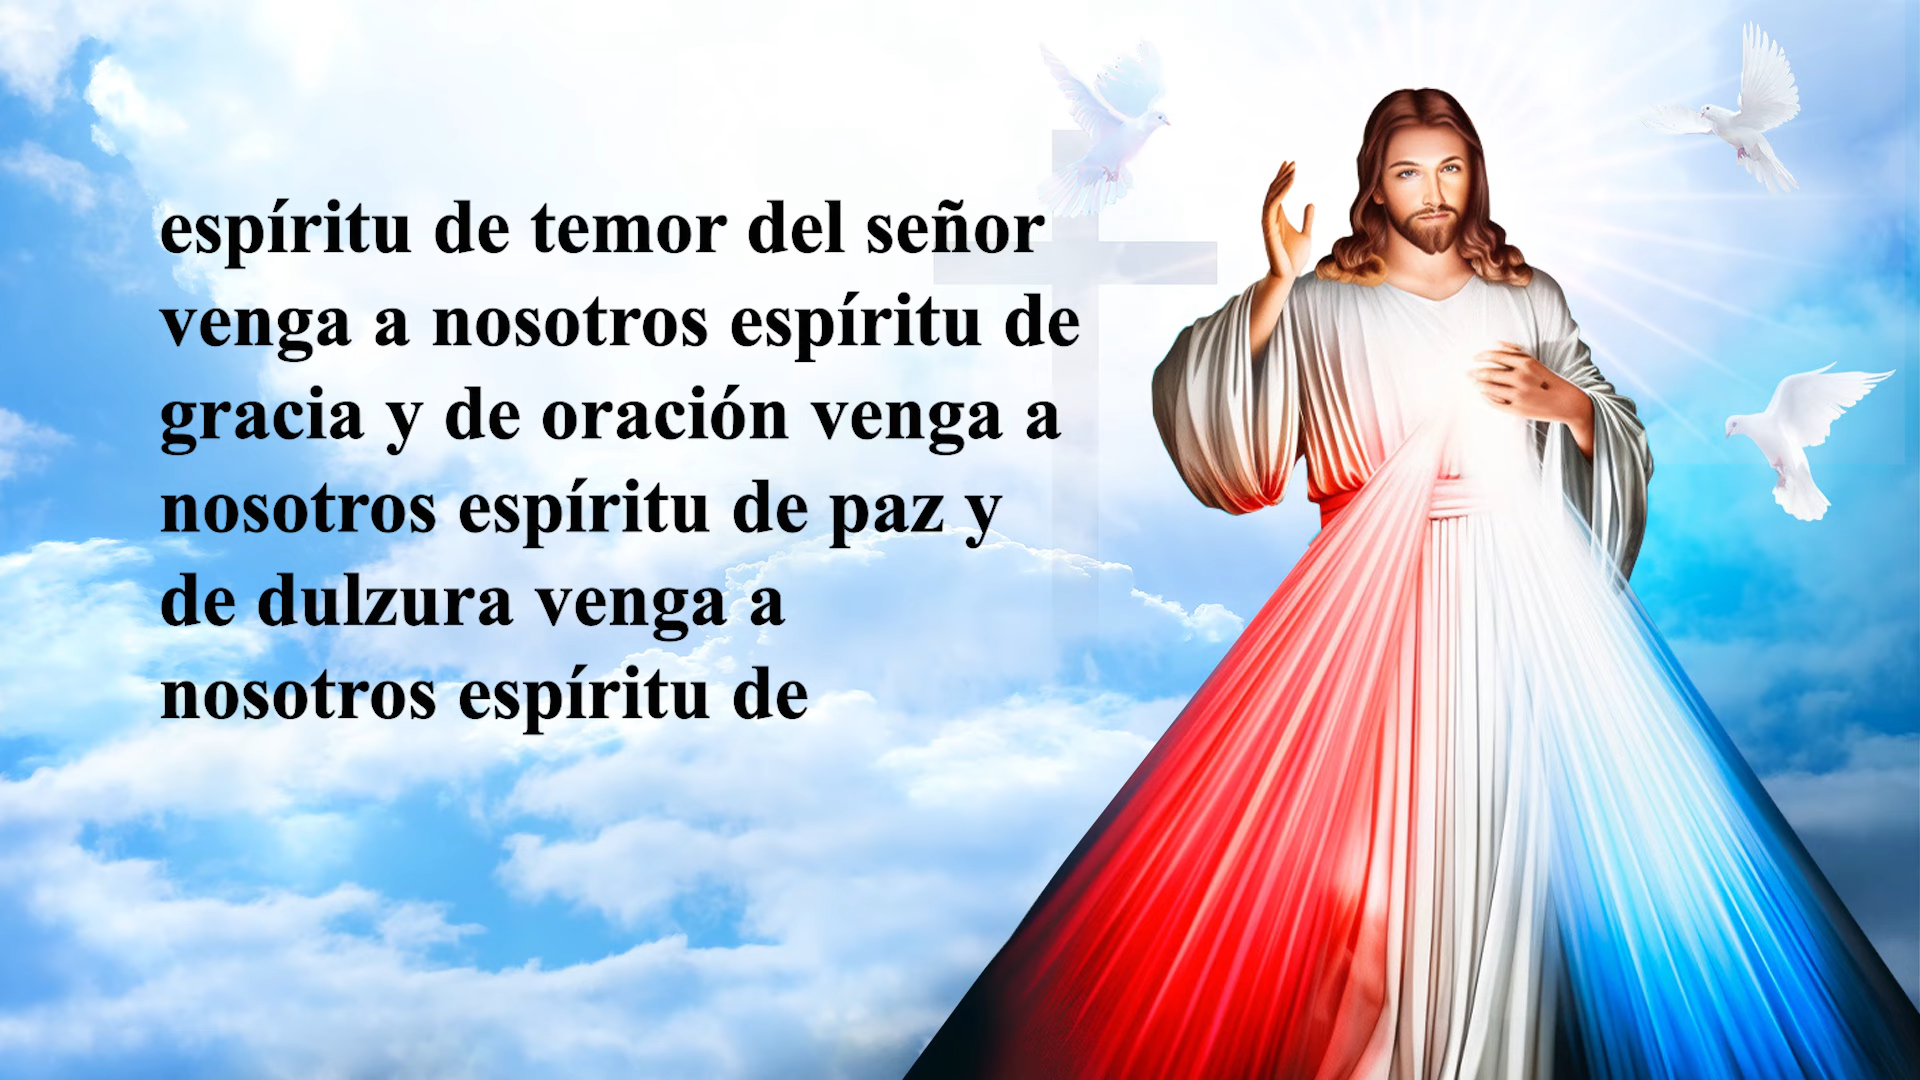 espíritu de temor del señor
venga a nosotros espíritu de
gracia y de oración venga a
nosotros espíritu de paz y
de dulzura venga a
nosotros espíritu de